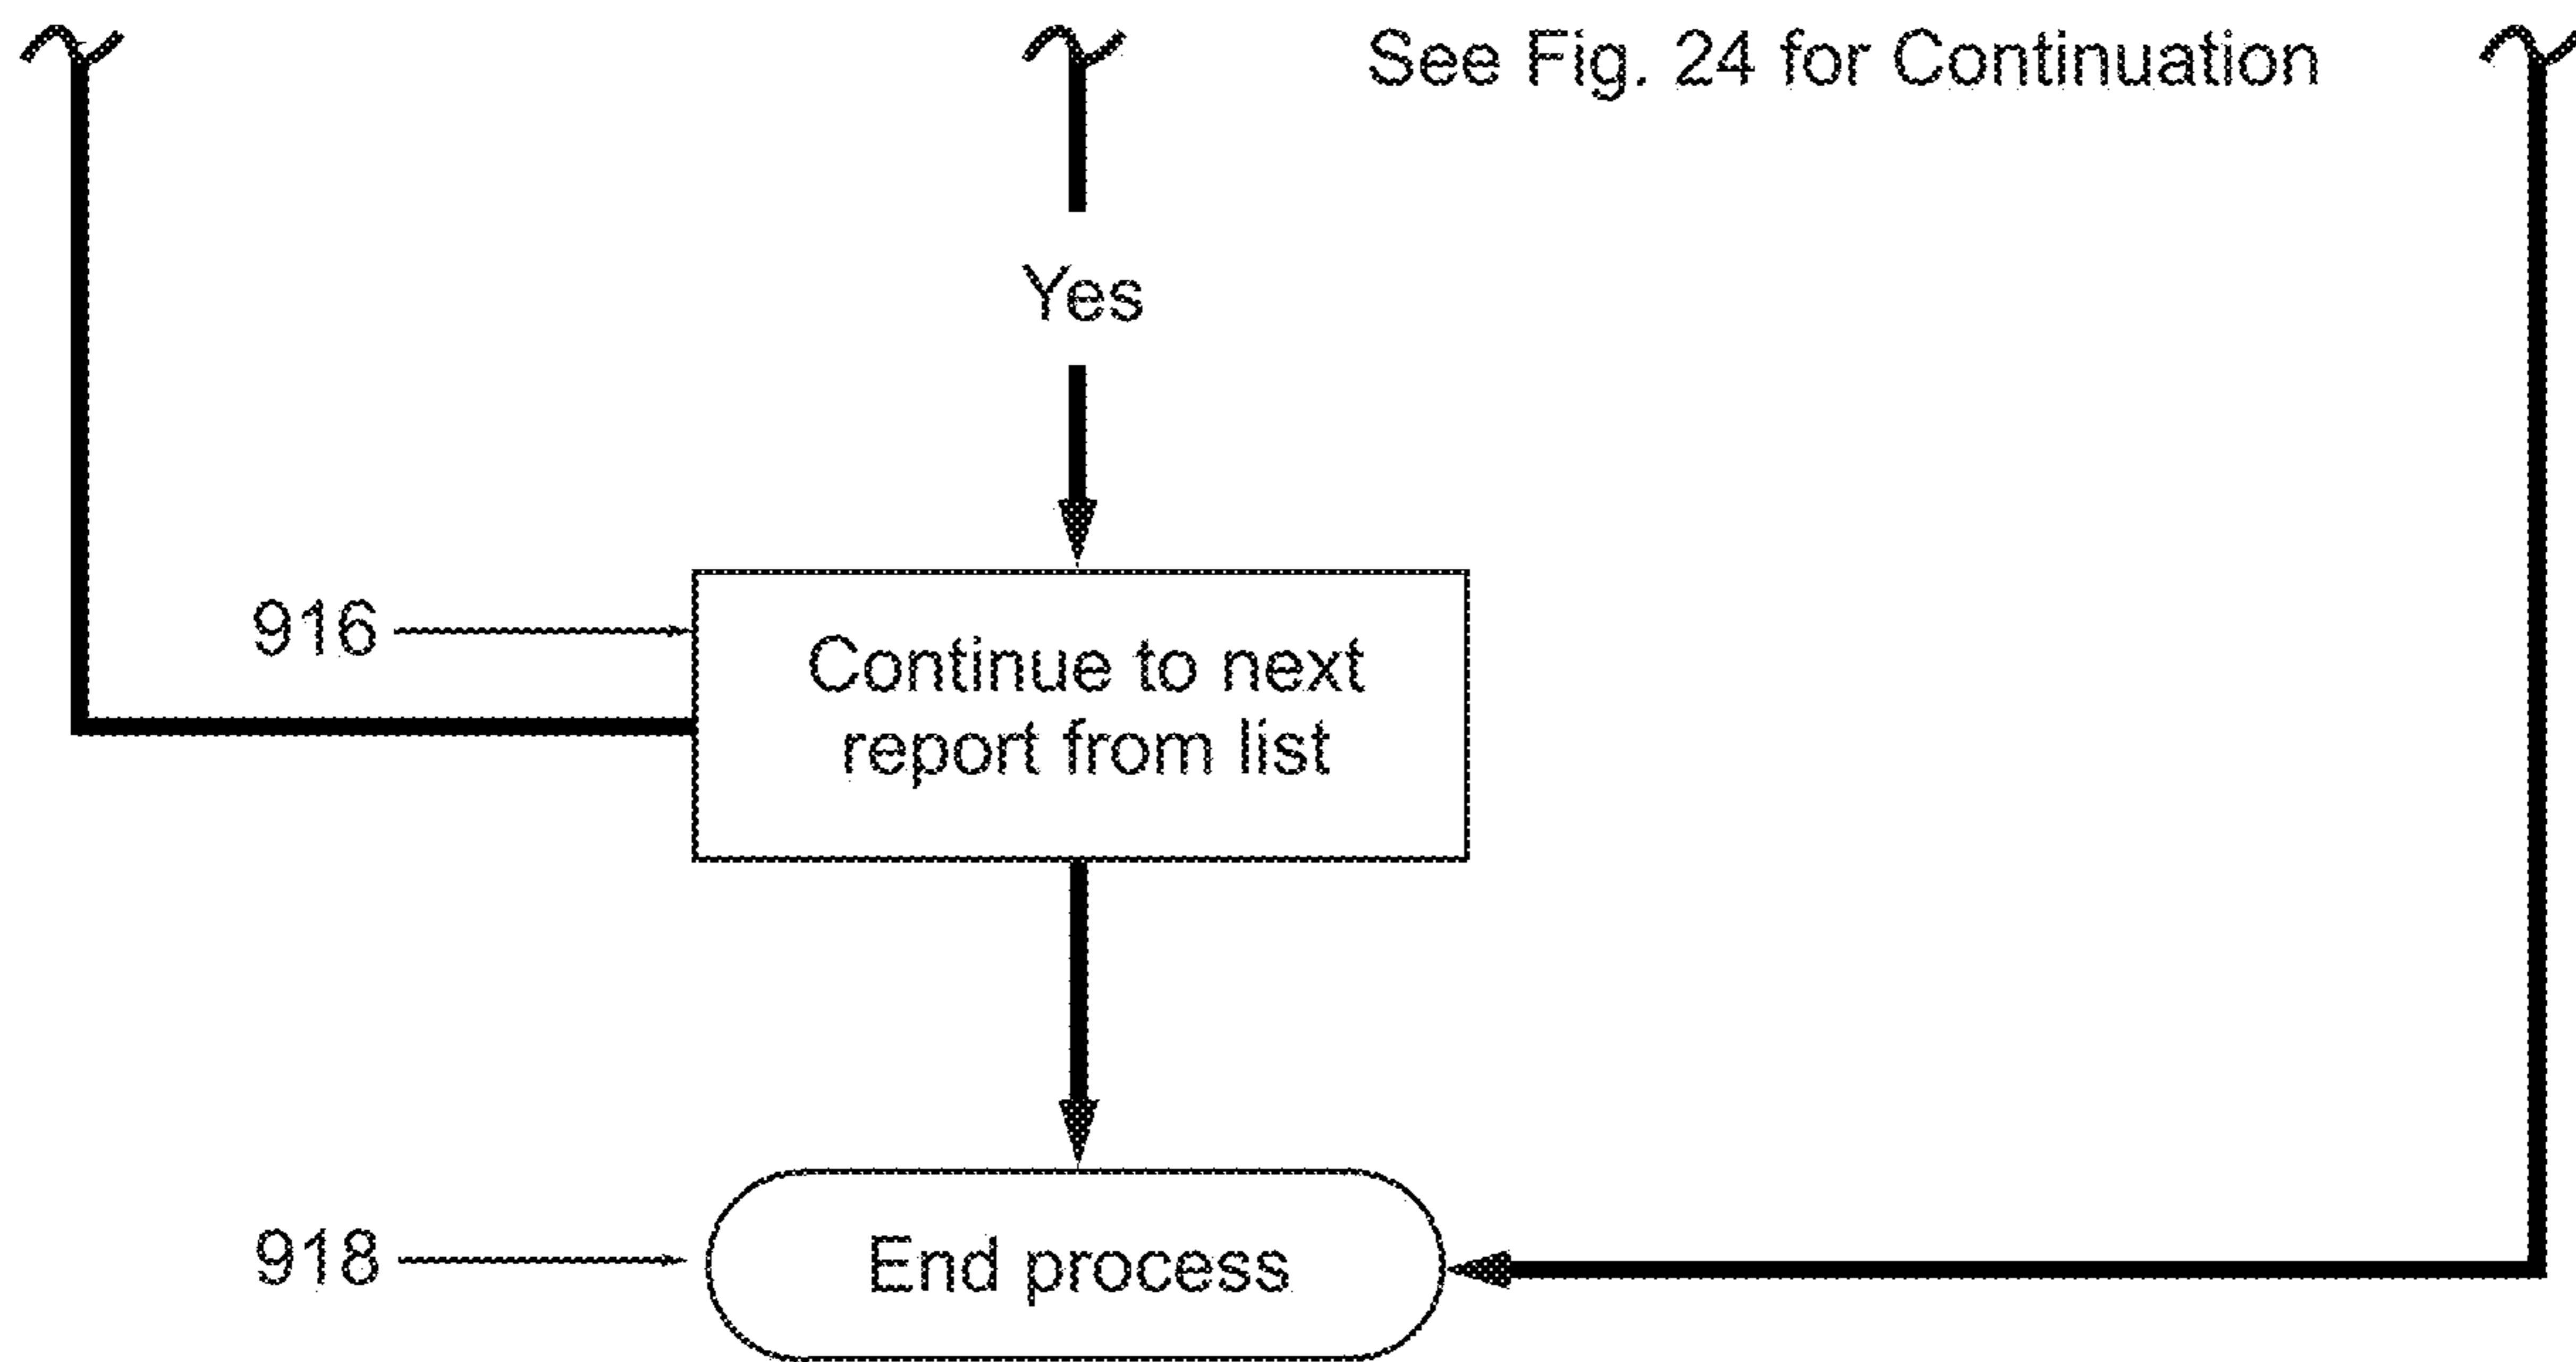 See Fig. 24 for Continuation
Yes
916
Continue to next
report from list
918
End process